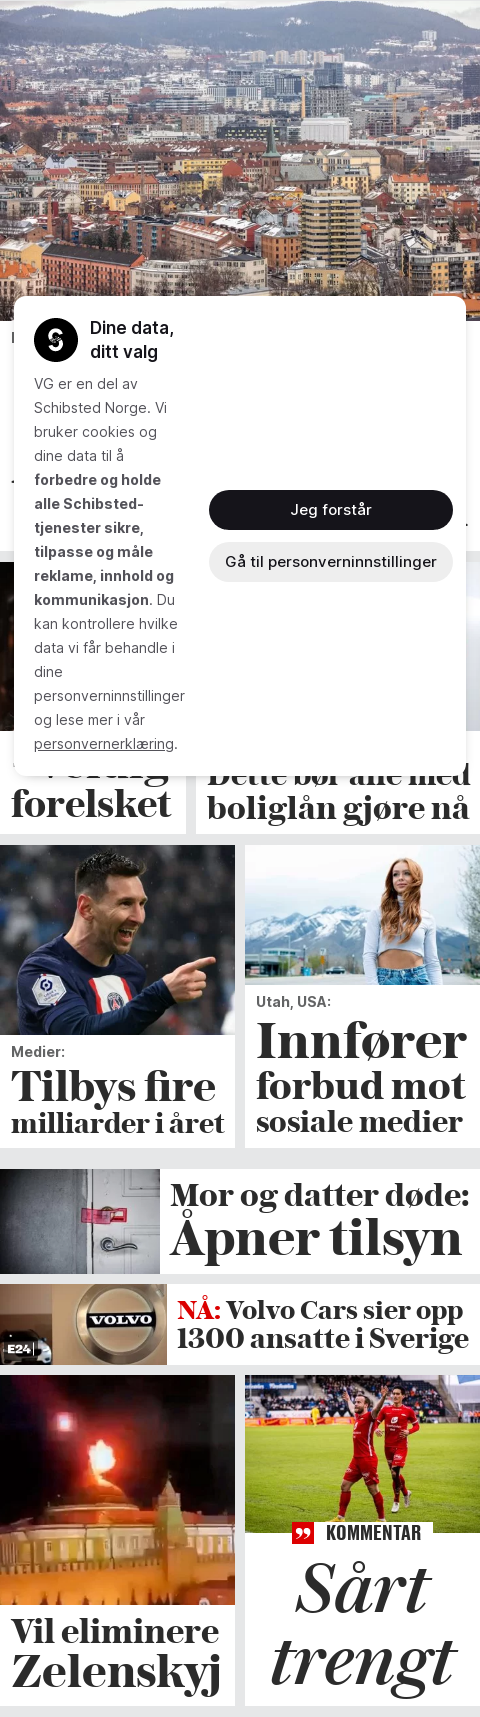 Dine data,
ditt valg
VG er en del av
Schibsted Norge. Vi
bruker cookies og
dine data til å
forbedre og holde
alle Schibsted-
tjenester sikre,
tilpasse og måle
reklame, innhold og
kommunikasjon. Du
kan kontrollere hvilke
data vi får behandle i
dine
personverninnstillinger
og lese mer i vår
personvernerklæring.
Jeg forstår
Gå til personverninnstillinger
forelsket
Dette bør alle med
boliglån gjøre nå
Medier:
Tilbys fire
milliarder i året
Utah, USA:
Innfører
forbud mot
sosiale medier
Mor og datter døde:
Åpner tilsyn
E24
VOLVO
NÅ: Volvo Cars sier opp
1300 ansatte i Sverige
Vil eliminere
Zelenskyj
KOMMENTAR
Sårt
trengt